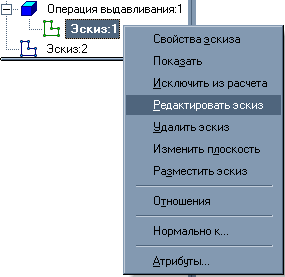 Операция выдавливания:1
Эскиз:1
Эскиз:2
Свойства эскиза
Показать
Исключить из расчета
Редактировать эскиз
Удалить эскиз
Изменить плоскость
Разместить эскиз
Отношения
Нормально к...
Атрибуты...